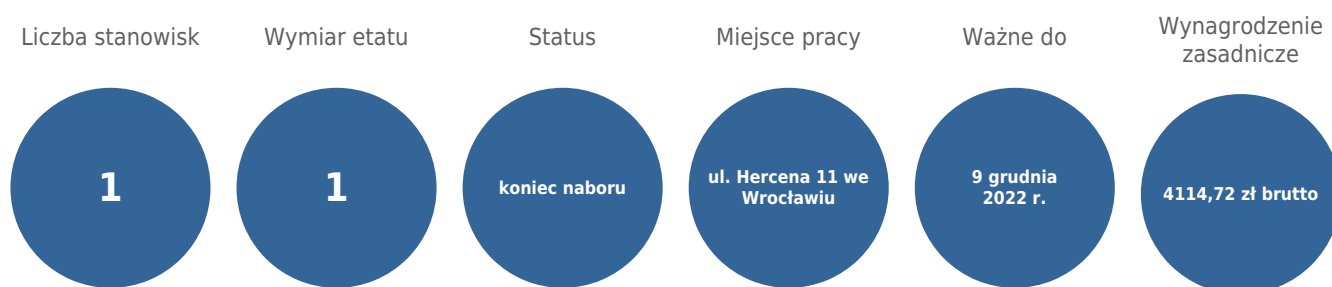 Liczba stanowisk
1
Wymiar etatu
1
Status
koniec naboru
Miejsce pracy
ul. Hercena 11 we
Wrocławiu
Ważne do
9 grudnia
2022 r.
Wynagrodzenie
zasadnicze
4114,72 zł brutto